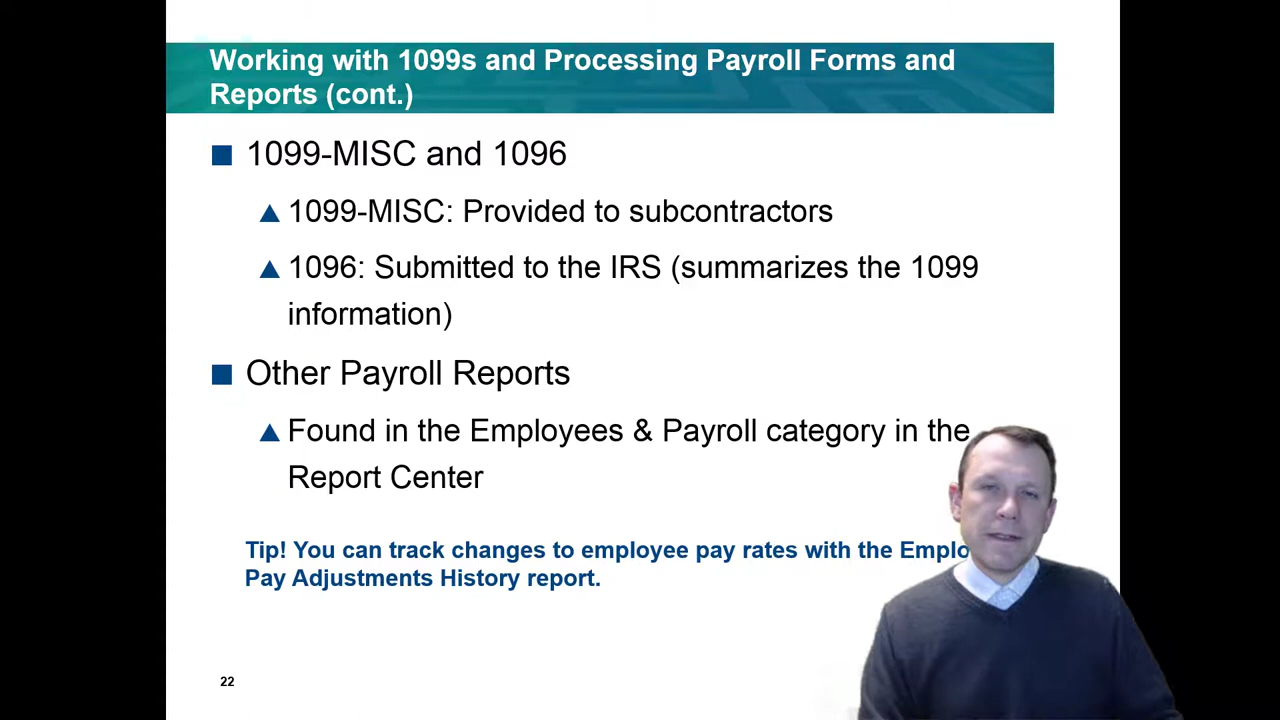 Working with 1099s and Processing Payroll Forms and
Reports (cont.)
1099-MISC and 1096
1099-MISC: Provided to subcontractors
1096: Submitted to the IRS (summarizes the 1099
information)
Other Payroll Reports
Found in the Employees & Payroll category in the
Report Center
Tip! You can track changes to employee pay rates with the Emplo
Pay Adjustments History report.
22